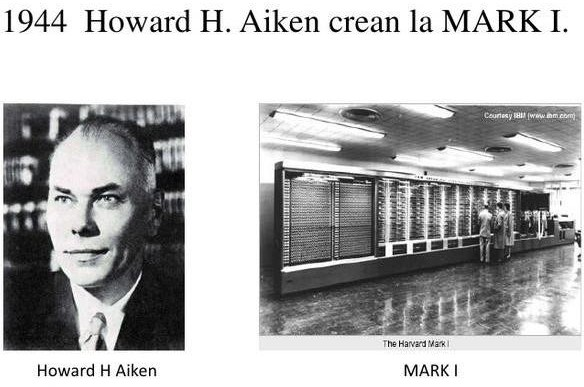 1944 Howard H. Aiken crean la MARK I.
Courtesy IBM (www.ibm.com)
The Harvard Mark I
Howard H Aiken
MARK I